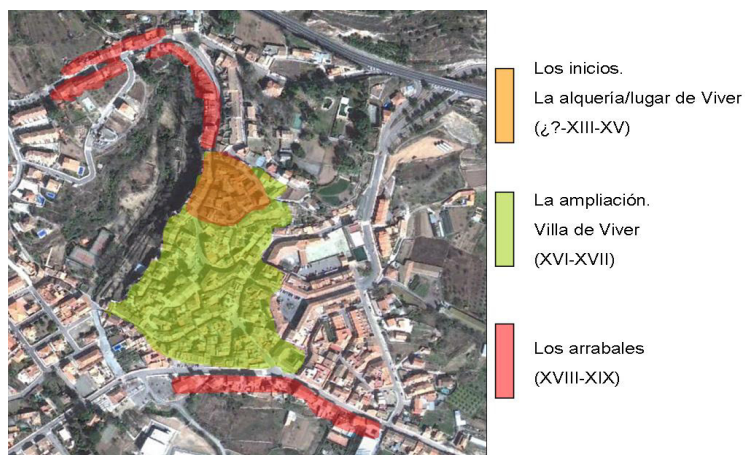 Los inicios.
La alquería/lugar de Viver
(¿?-XIII-XV)
La ampliación.
Villa de Viver
(XVI-XVII)
Los arrabales
(XVIII-XIX)